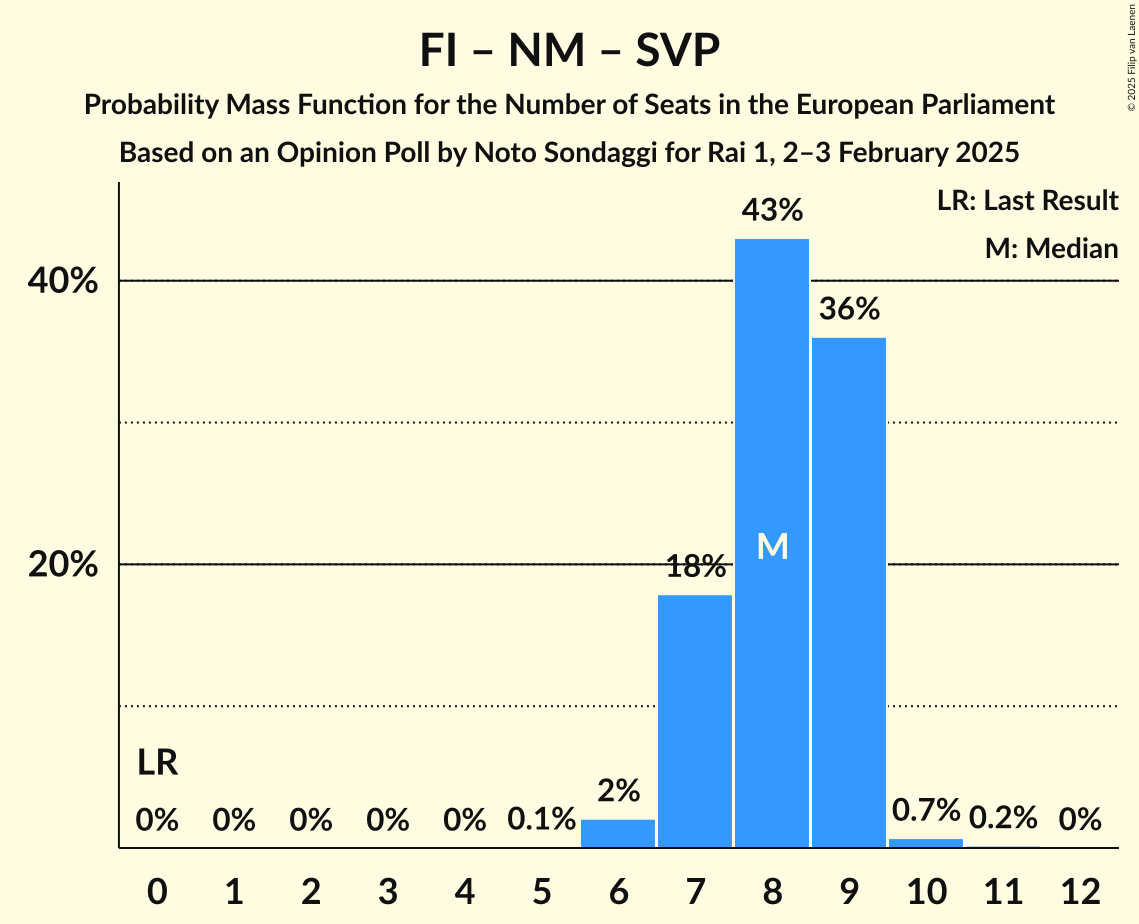 FI – NM – SVP
Probability Mass Function for the Number of Seats in the European Parliament
Based on an Opinion Poll by Noto Sondaggi for Rai 1, 2–3 February 2025
© 2025 Filip van Laenen
LR: Last Result
M: Median
43%
40%
36%
M
20%
18%
LR
2%
0% 0% 0% 0% 0% 0.1% 0.7% 0.2% 0%
0 1 2 3 4 5 6 7 8 9 10 11 12